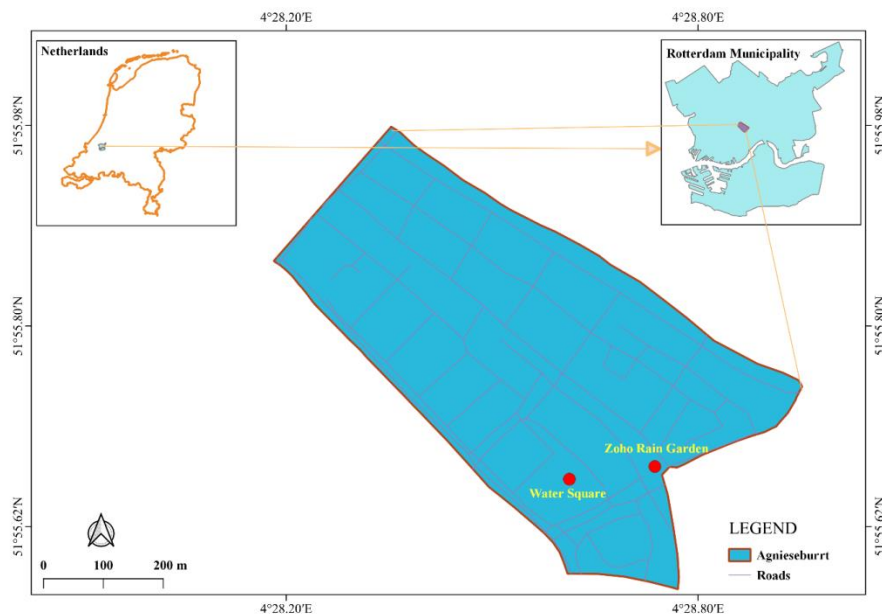 4°28.20'E
4°28.80'E
Netherlands
Rotterdam Municipality
51°55.98'N
51°55.98'N
51°55.80'N
51°55.80'N
Zoho Rain Garden
Water Square
51°55.62'N
51°55.62'N
LEGEND
Agnieseburrt
Roads
0
100
200 m
4°28.20'E
4°28.80'E